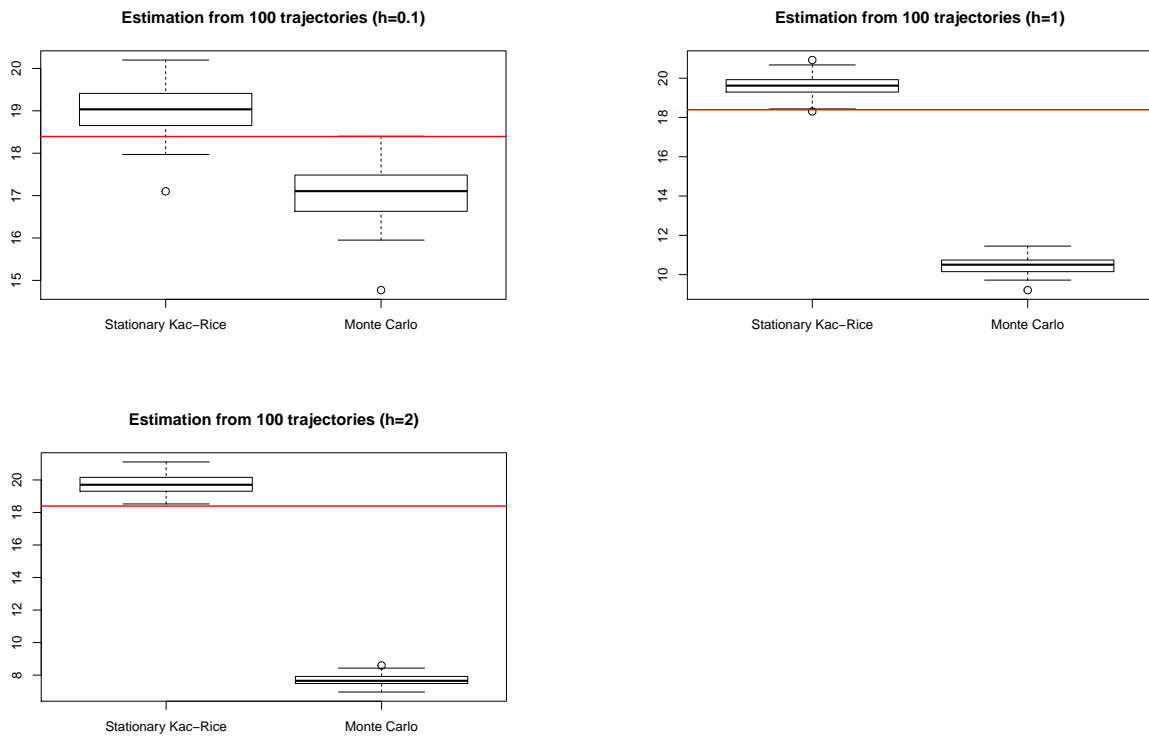 Estimation from 100 trajectories (h=0.1)
20
19
18
17
16
15
Stationary Kac−Rice
Monte Carlo
Estimation from 100 trajectories (h=1)
20
18
16
14
12
10
Stationary Kac−Rice
Monte Carlo
Estimation from 100 trajectories (h=2)
20
18
16
14
12
10
8
Stationary Kac−Rice
Monte Carlo